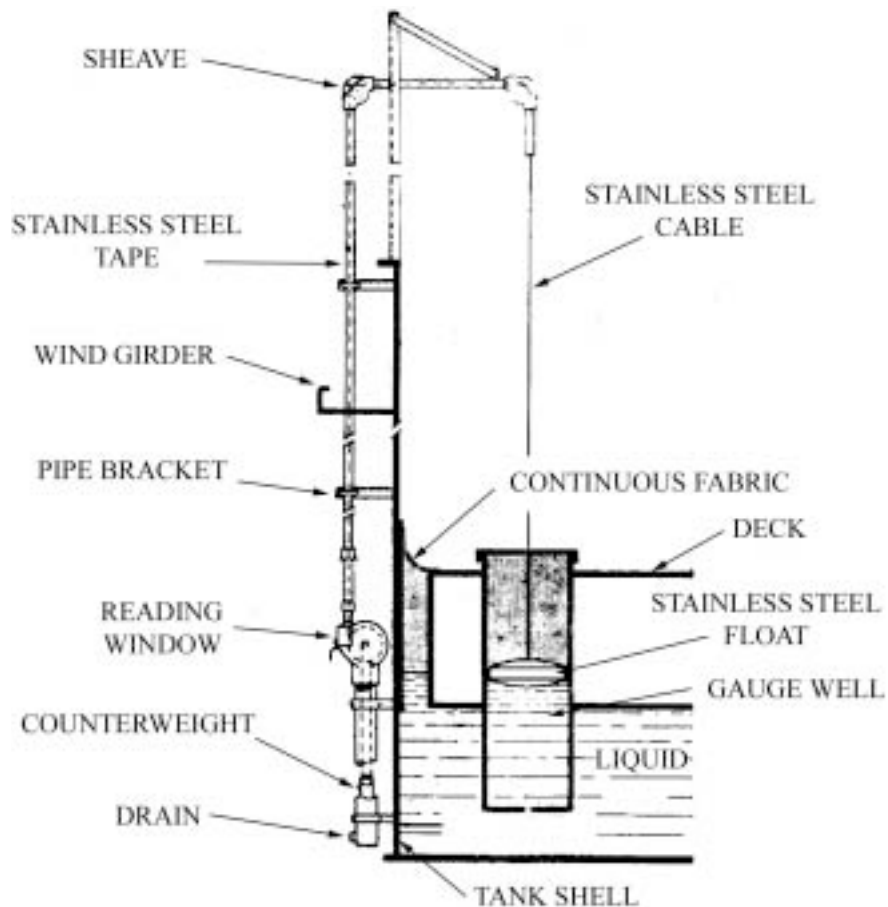 SHEAVE
STAINLESS STEEL
CABLE
STAINLESS STEEL
TAPE
WIND GIRDER
PIPE BRACKET
CONTINUOUS FABRIC
DECK
READING
WINDOW
STAINLESS STEEL
FLOAT
GAUGE WELL
COUNTERWEIGHT
LIQUID
DRAIN
TANK SHELL